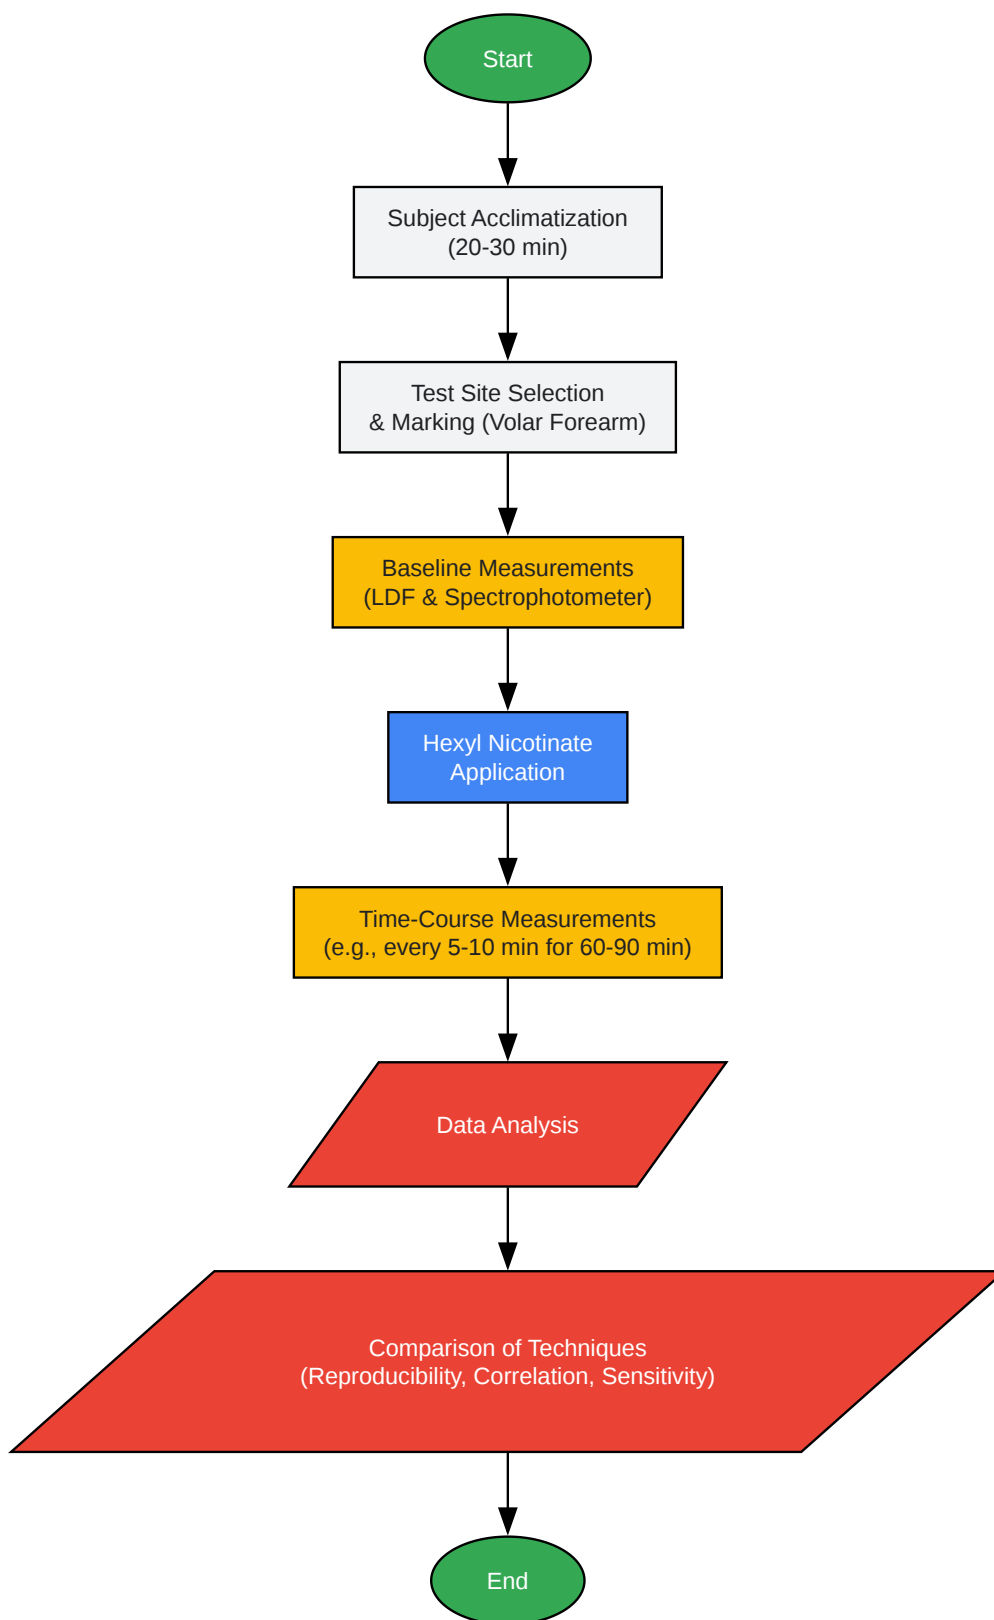 Start
Subject Acclimatization
(20-30 min)
Test Site Selection
& Marking (Volar Forearm)
Baseline Measurements
(LDF & Spectrophotometer)
Hexyl Nicotinate
Application
Time-Course Measurements
(e.g., every 5-10 min for 60-90 min)
Data Analysis
Comparison of Techniques
(Reproducibility, Correlation, Sensitivity)
End